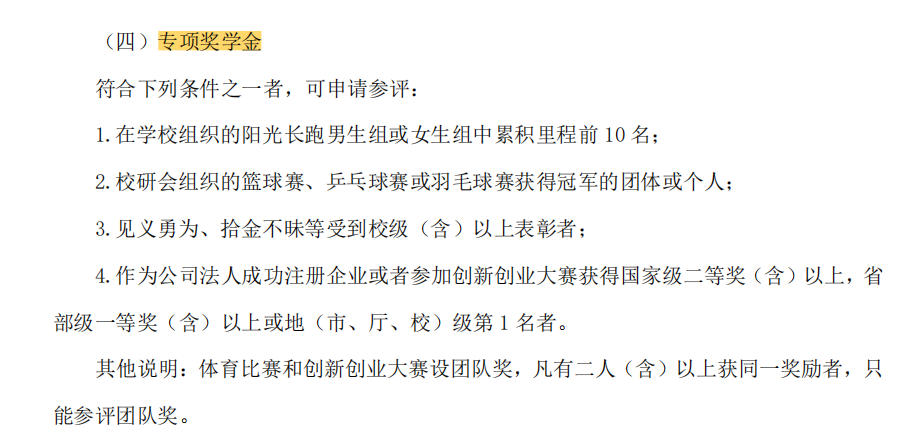 （四）专项奖学金
符合下列条件之一者，可申请参评：
1.在学校组织的阳光长跑男生组或女生组中累积里程前 10 名；
2.校研会组织的篮球赛、乒乓球赛或羽毛球赛获得冠军的团体或个人；
3.见义勇为、拾金不昧等受到校级（含）以上表彰者；
4.作为公司法人成功注册企业或者参加创新创业大赛获得国家级二等奖（含）以上，省
部级一等奖（含）以上或地（市、厅、校）级第 1 名者。
其他说明：体育比赛和创新创业大赛设团队奖，凡有二人（含）以上获同一奖励者，只
能参评团队奖。